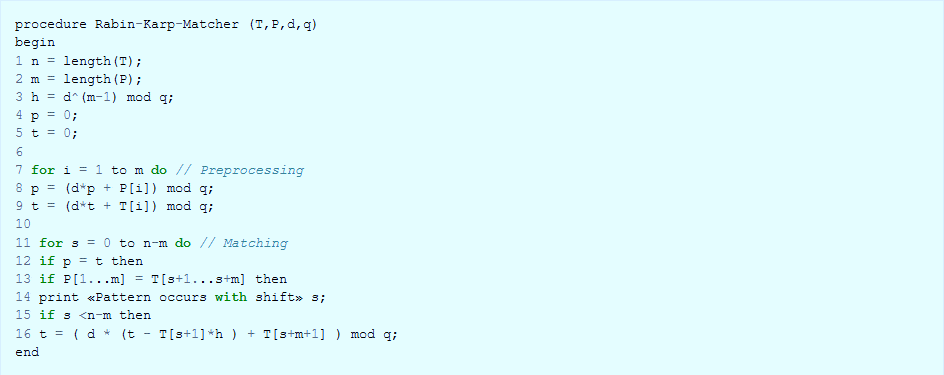 procedure Rabin-Karp-Matcher (T,P,d,q)
begin
1 n = length(T);
2 m = length(P);
3 h = d^(m-1) mod q;
4 p = 0;
5 t = 0;
6
7 for i = 1 to m do // Preprocessing
8 p = (d*p + P[i]) mod q;
9 t = (d*t + T[i]) mod q;
10
11 for s = 0 to n-m do // Matching
12 if p = t then
13 if P[1...m] = T[s+1...s+m] then
14 print «Pattern occurs with shift» s;
15 if s <n-m then
16 t = ( d * (t - T[s+1]*h ) + T[s+m+1] ) mod q;
end